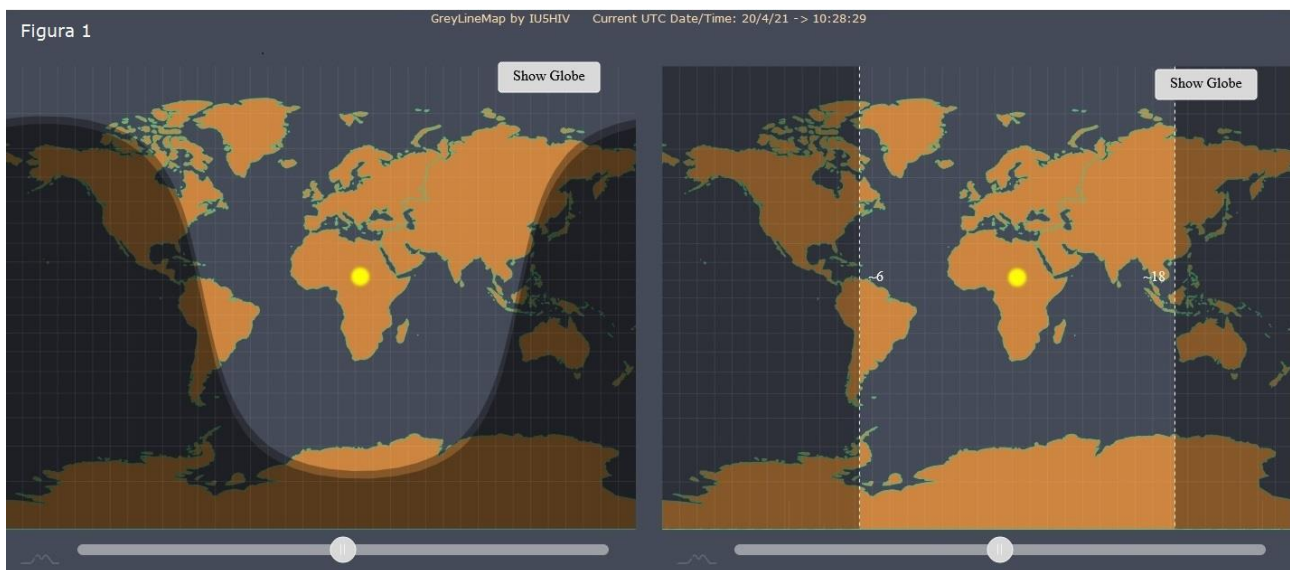 GreyLineMap by IU5HIV Current UTC Date/Time: 20/4/21 -> 10:28:29
Figura 1
Show Globe
Show Globe
~6
~18